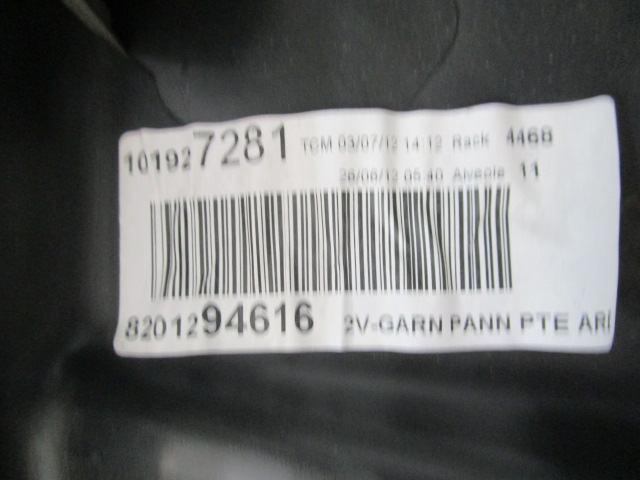 101927281 TCM 03/07/12 14:12 Rack 4468
26/06/12 05:40 Alveole 11
8201294616 2V-GARN PANN PTE ARI